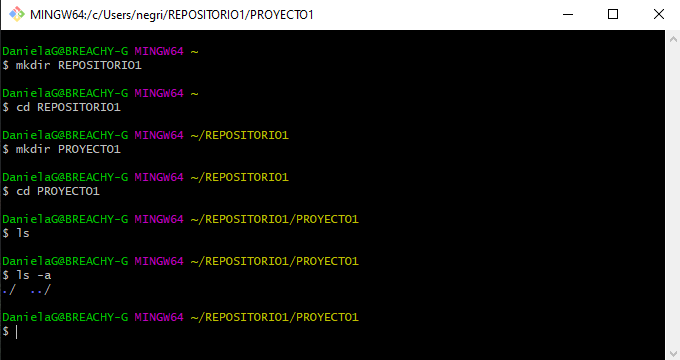 MINGW64:/c/Users/negri/REPOSITORIO1/PROYECTO1
DanielaG@BREACHY-G MINGW64 ~
$ mkdir REPOSITORIO1
DanielaG@BREACHY-G MINGW64 ~
$ cd REPOSITORIO1
DanielaG@BREACHY-G MINGW64 ~/REPOSITORIO1
$ mkdir PROYECTO1
DanielaG@BREACHY-G MINGW64 ~/REPOSITORIO1
$ cd PROYECTO1
DanielaG@BREACHY-G MINGW64 ~/REPOSITORIO1/PROYECTO1
$ ls
DanielaG@BREACHY-G MINGW64 ~/REPOSITORIO1/PROYECTO1
$ ls -a
./  ../
DanielaG@BREACHY-G MINGW64 ~/REPOSITORIO1/PROYECTO1
$